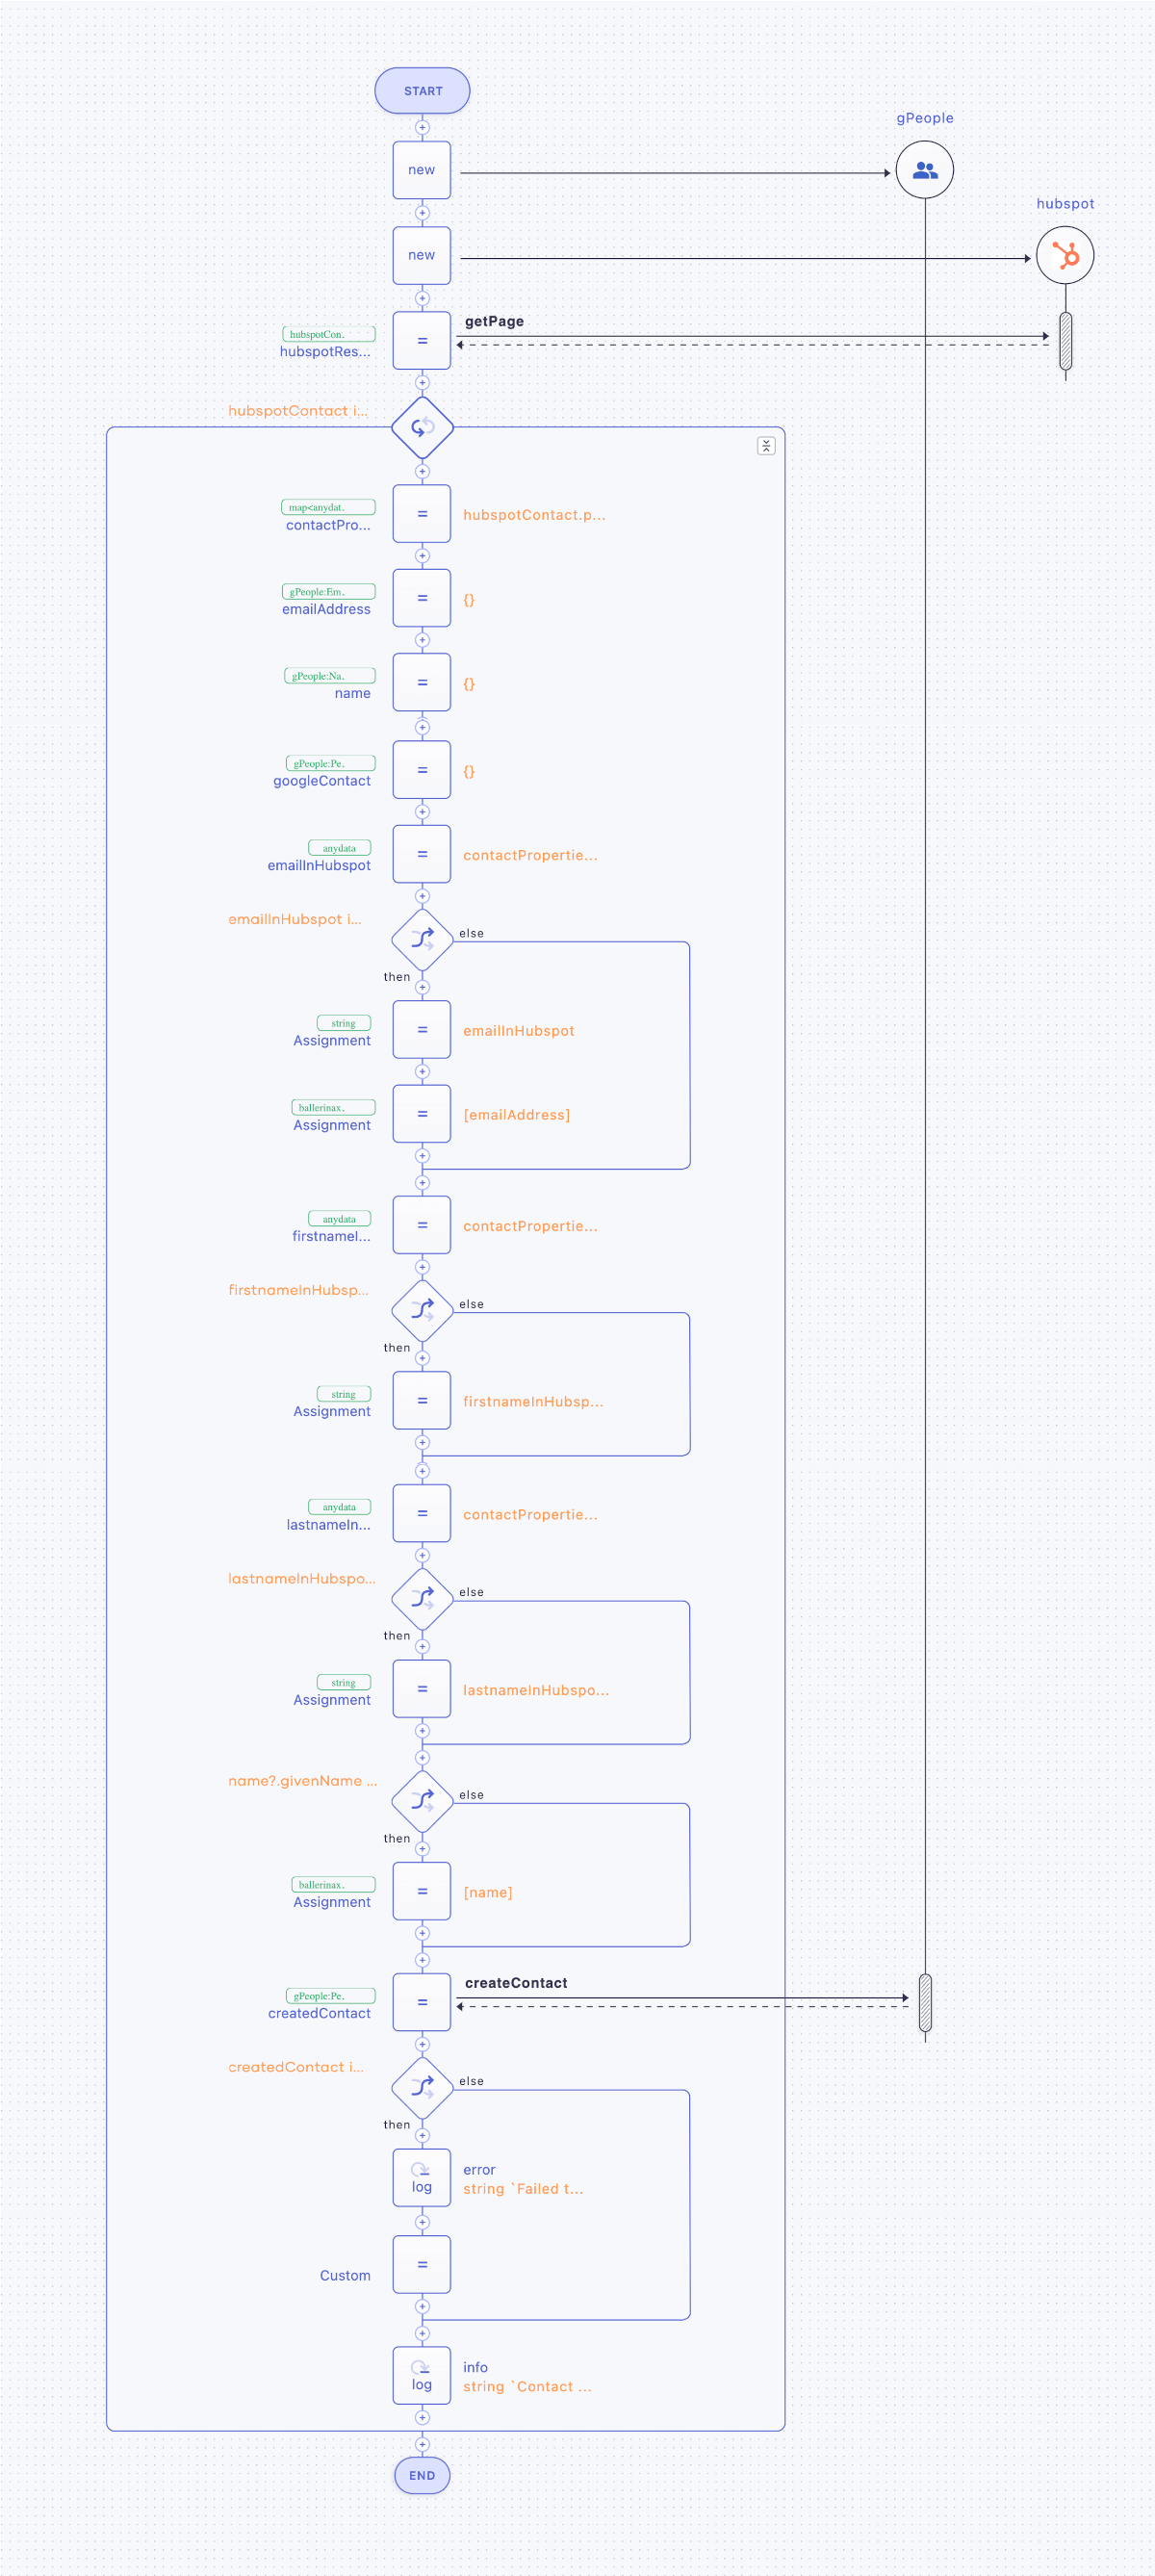 START
gPeople
new
hubspot
new
getPage
hubspotCon.
hubspotRes...
=
hubspotContact i...
map<anydat.
contactPro...
=
hubspotContact.p...
gPeople:Em.
emailAddress
=
{}
gPeople:Na.
name
=
{}
gPeople:Pe.
googleContact
=
{}
anydata
emailInHubspot
=
contactPropertie...
emailInHubspot i...
else
then
string
Assignment
=
emailInHubspot
ballerinax.
Assignment
=
[emailAddress]
anydata
firstnameI...
=
contactPropertie...
firstnameInHubsp...
else
then
string
Assignment
=
firstnameInHubsp...
anydata
lastnameIn...
=
contactPropertie...
lastnameInHubspo...
else
then
string
Assignment
=
lastnameInHubspo...
name?.givenName ...
else
then
ballerinax.
Assignment
=
[name]
createContact
gPeople:Pe.
createdContact
=
createdContact i...
else
then
log
error
string `Failed t...
Custom
=
log
info
string `Contact ...
END